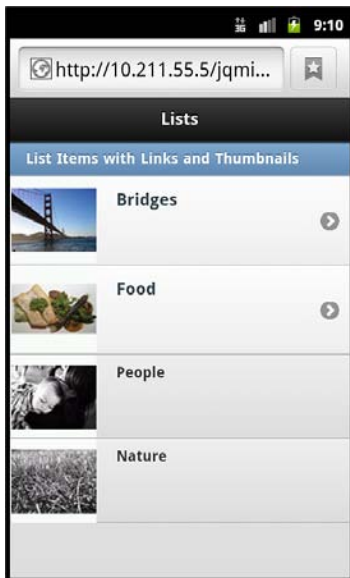 3G 9:10
http://10.211.55.5/jqmi...
Lists
List Items with Links and Thumbnails
Bridges
Food
People
Nature